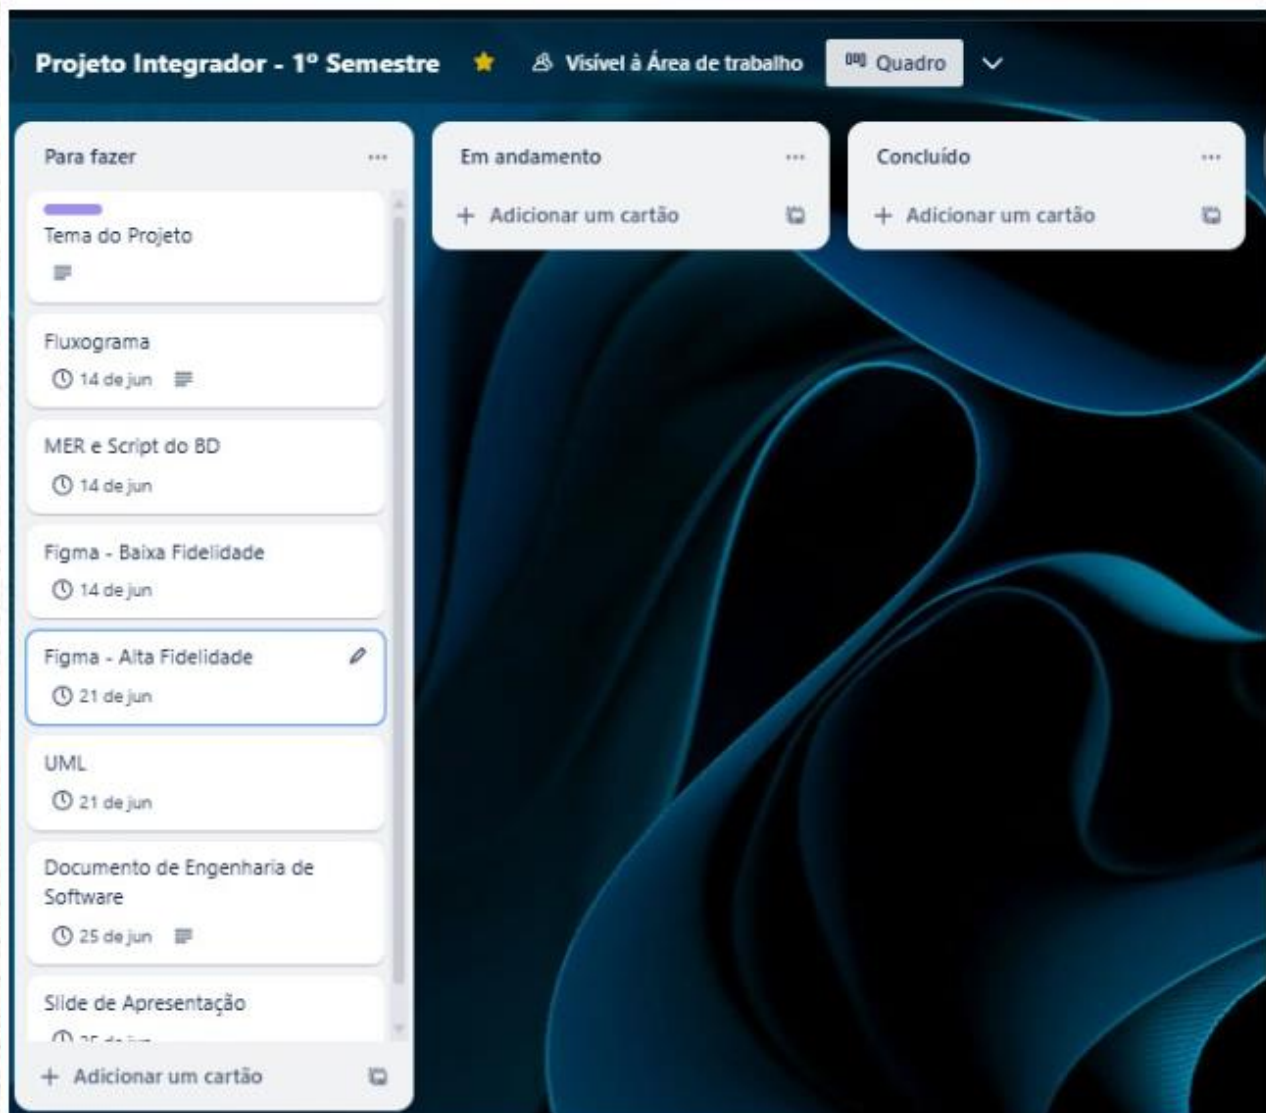 Projeto Integrador - 1º Semestre
Visível à Área de trabalho
Quadro
Para fazer
Tema do Projeto
Fluxograma
14 de jun
MER e Script do BD
14 de jun
Figma - Baixa Fidelidade
14 de jun
Figma - Alta Fidelidade
21 de jun
UML
21 de jun
Documento de Engenharia de
Software
25 de jun
Slide de Apresentação
+ Adicionar um cartão
Em andamento
+ Adicionar um cartão
Concluído
+ Adicionar um cartão